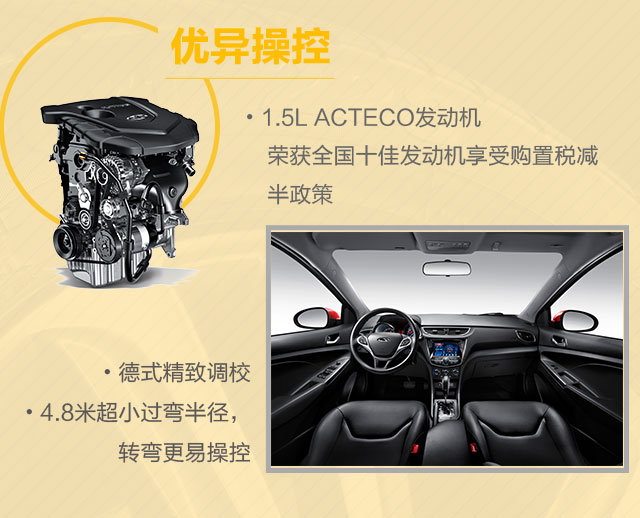 优异操控
·1.5L ACTECO发动机
荣获全国十佳发动机享受购置税减
半政策
·德式精致调校
·4.8米超小过弯半径，
转弯更易操控